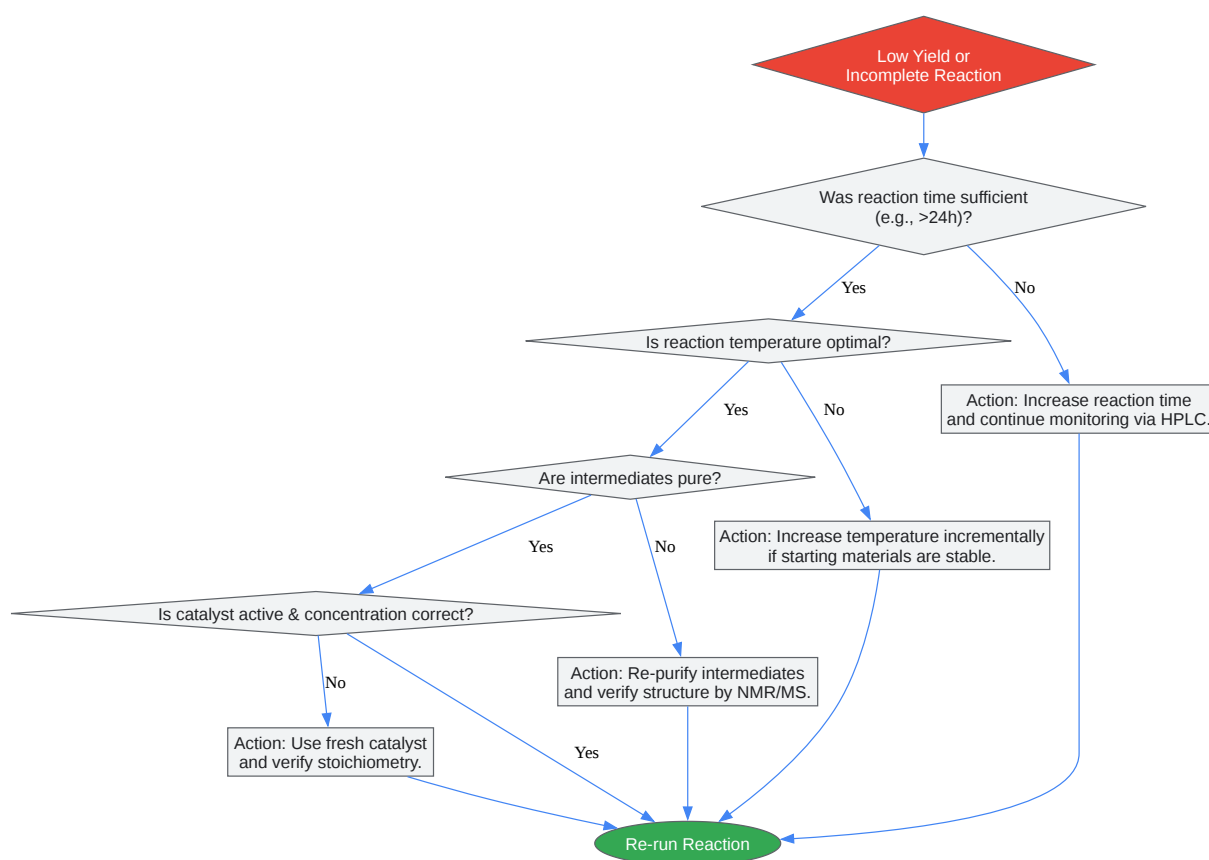 Low Yield or
Incomplete Reaction
Was reaction time sufficient
(e.g., >24h)?
Yes
No
Is reaction temperature optimal?
Yes
No
Action: Increase reaction time
and continue monitoring via HPLC.
Are intermediates pure?
Yes
No
Action: Increase temperature incrementally
if starting materials are stable.
Is catalyst active & concentration correct?
No
Yes
Action: Re-purify intermediates
and verify structure by NMR/MS.
Action: Use fresh catalyst
and verify stoichiometry.
Re-run Reaction